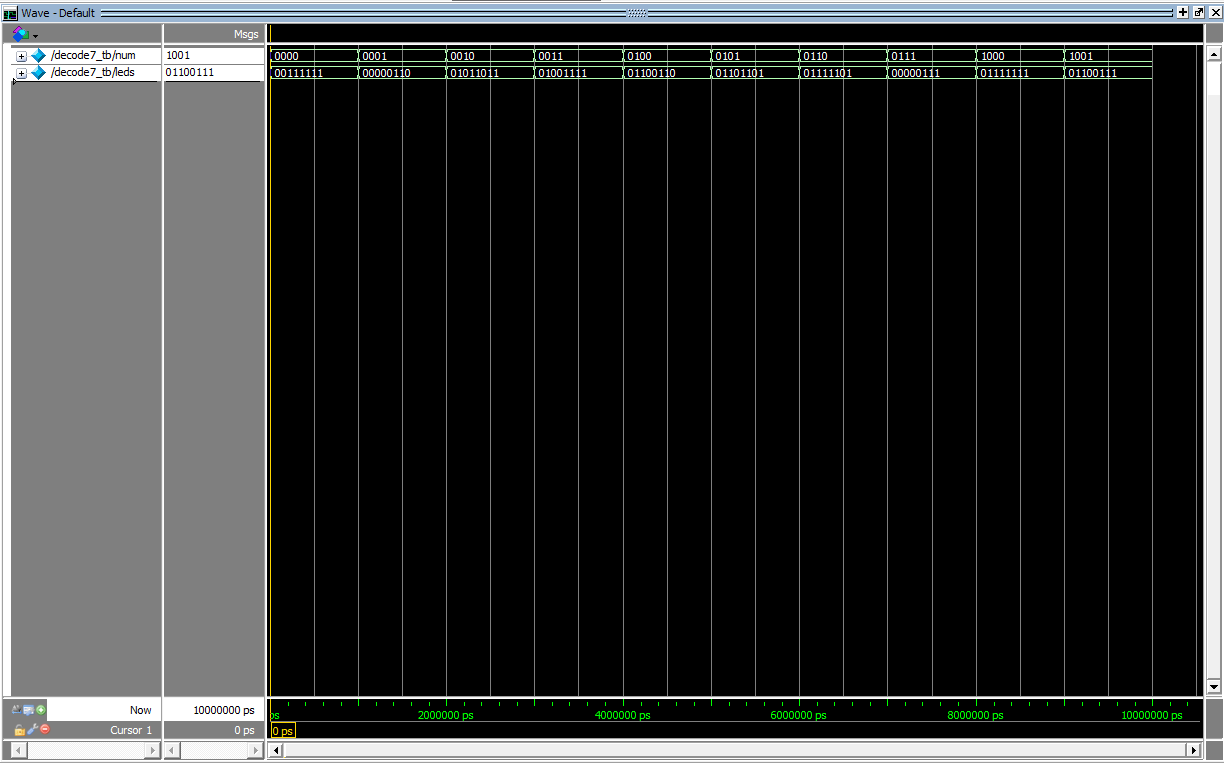 Wave - Default
Msgs
/decode7_tb/num 1001 0000 0001 0010 0011 0100 0101 0110 0111 1000 1001
/decode7_tb/leds 01100111 00111111 00000110 01011011 01001111 01100110 01101101 01111101 00000111 01111111 01100111
Now 10000000 ps ps 2000000 ps 4000000 ps 6000000 ps 8000000 ps 10000000 ps
Cursor 1 0 ps 0 ps